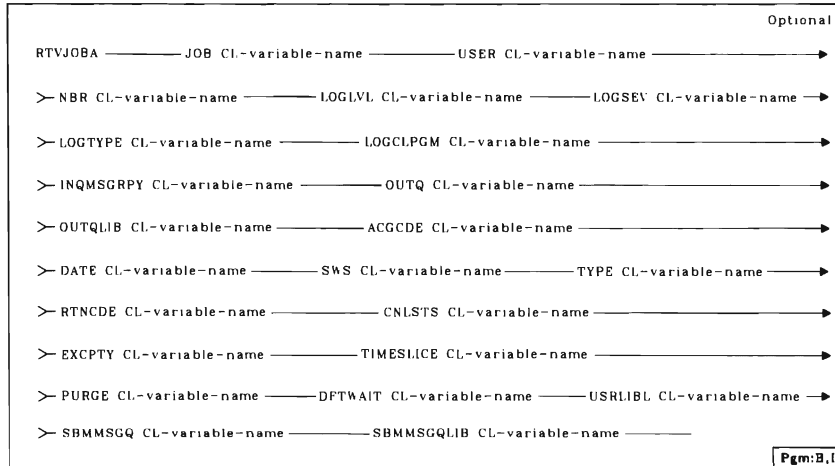 Optional
RTVJOBA JOB CL-variable-name USER CL-variable-name
NBR CL-variable-name LOGLVL CL-variable-name LOGSEV CL-variable-name
LOGTYPE CL-variable-name LOGCLPGM CL-variable-name
INQMSGRPY CL-variable-name OUTQ CL-variable-name
OUTQLIB CL-variable-name ACGCDE CL-variable-name
DATE CL-variable-name SWS CL-variable-name TYPE CL-variable-name
RTNCDE CL-variable-name CNLSTS CL-variable-name
EXCPTY CL-variable-name TIMESLICE CL-variable-name
PURGE CL-variable-name DFTWAIT CL-variable-name USRLIBL CL-variable-name
SBMMSGQ CL-variable-name SBMMSGQLIB CL-variable-name
Pgm:B,